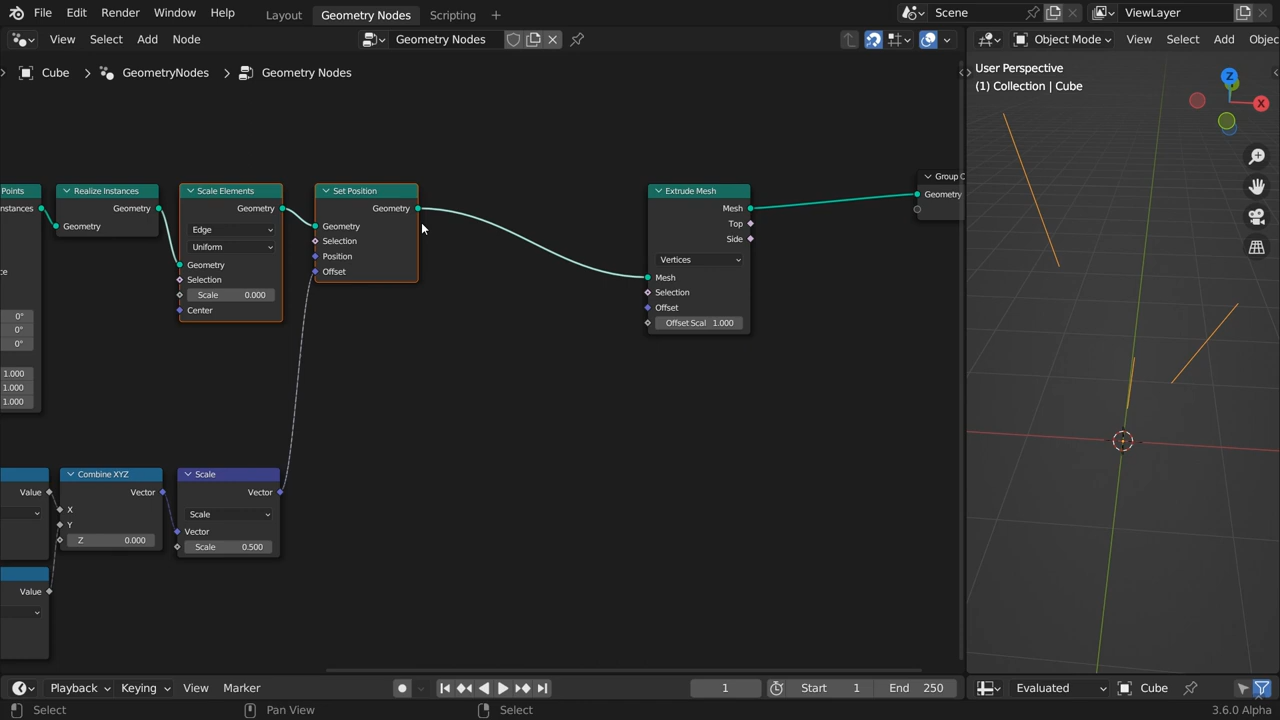 File Edit Render Window Help Layout Geometry Nodes Scripting + Scene ViewLayer
View Select Add Node Geometry Nodes Object Mode View Select Add Objec
Cube > GeometryNodes > Geometry Nodes
User Perspective
(1) Collection | Cube
Z
X
Points
nstances
ce
0°
0°
0°
1.000
1.000
1.000
Realize Instances
Geometry
Geometry
Scale Elements
Geometry
Edge
Uniform
Geometry
Selection
Scale 0.000
Center
Set Position
Geometry
Geometry
Selection
Position
Offset
Extrude Mesh
Mesh
Top
Side
Vertices
Mesh
Selection
Offset
Offset Scal 1.000
Group O
Geometry
Value
Value
Combine XYZ
Vector
X
Y
Z 0.000
Scale
Vector
Scale
Vector
Scale 0.500
Playback Keying View Marker 1 Start 1 End 250 Evaluated Cube
Select Pan View Select 3.6.0 Alpha